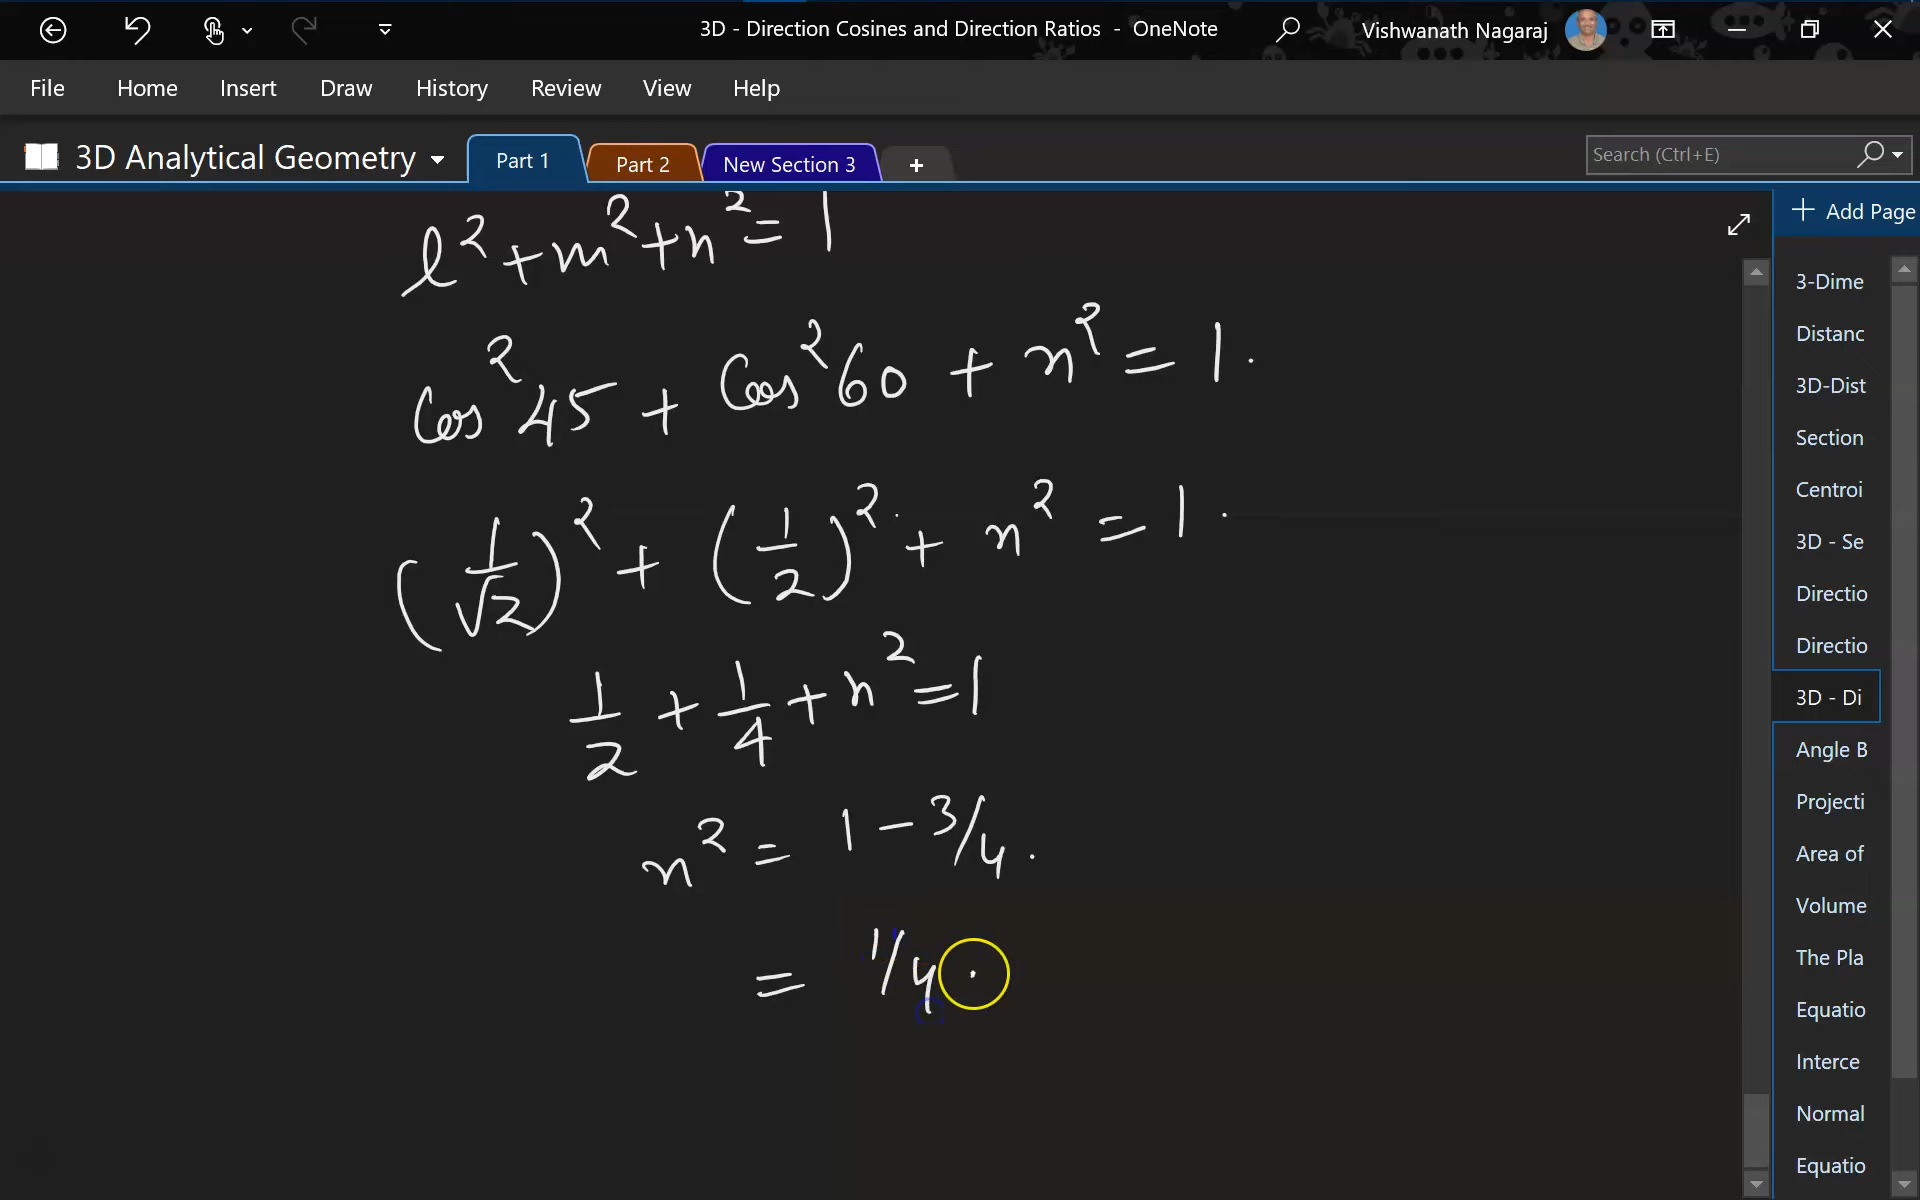 3D - Direction Cosines and Direction Ratios - OneNote
Vishwanath Nagaraj
File Home Insert Draw History Review View Help
3D Analytical Geometry
Part 1 Part 2 New Section 3 +
Search (Ctrl+E)
+ Add Page
l² + m² + n² = 1
Cos² 45 + Cos² 60 + n² = 1.
(1/√2)² + (1/2)² + n² = 1.
1/2 + 1/4 + n² = 1
n² = 1 - 3/4.
= 1/4.
3-Dime
Distanc
3D-Dist
Section
Centroi
3D - Se
Directio
Directio
3D - Di
Angle B
Projecti
Area of
Volume
The Pla
Equatio
Interce
Normal
Equatio